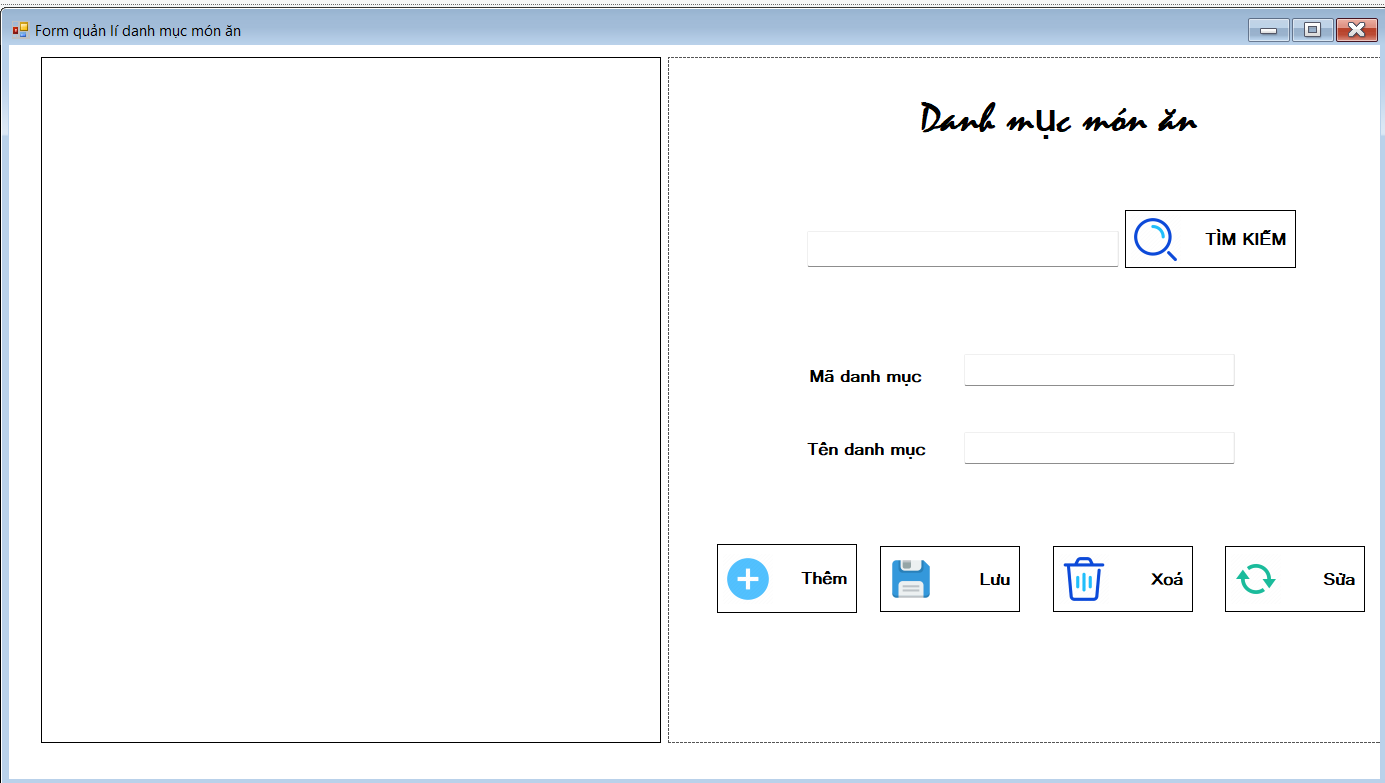 Form quản lí danh mục món ăn
Danh mục món ăn
TÌM KIẾM
Mã danh mục
Tên danh mục
Thêm
Lưu
Xoá
Sửa